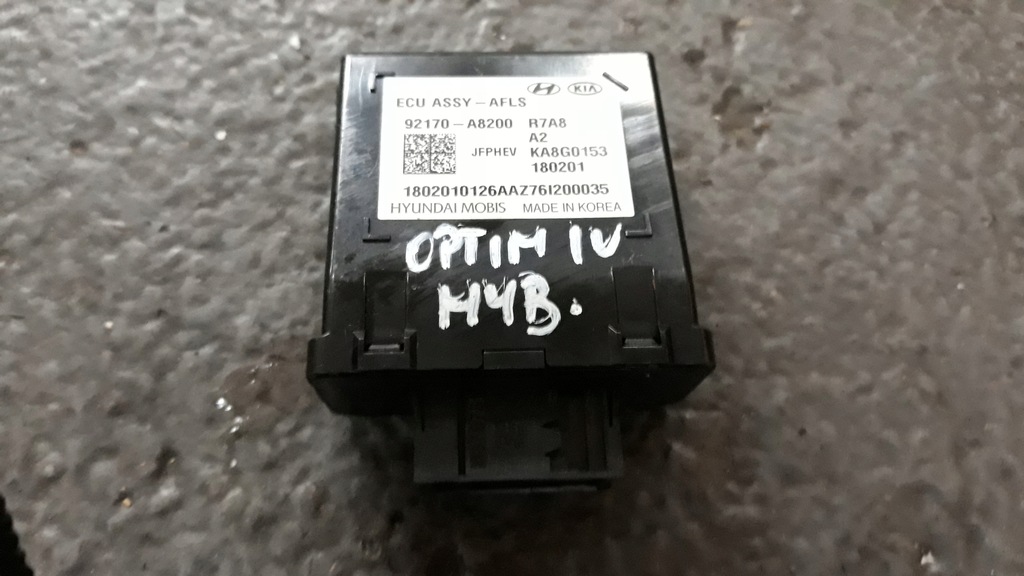 KIA
ECU ASSY - AFLS
92170 - A8200 R7A8
A2
JFPHEV KA8G0153
180201
1802010126AAZ76I200035
HYUNDAI MOBIS MADE IN KOREA
OPTIM IV
HYB.